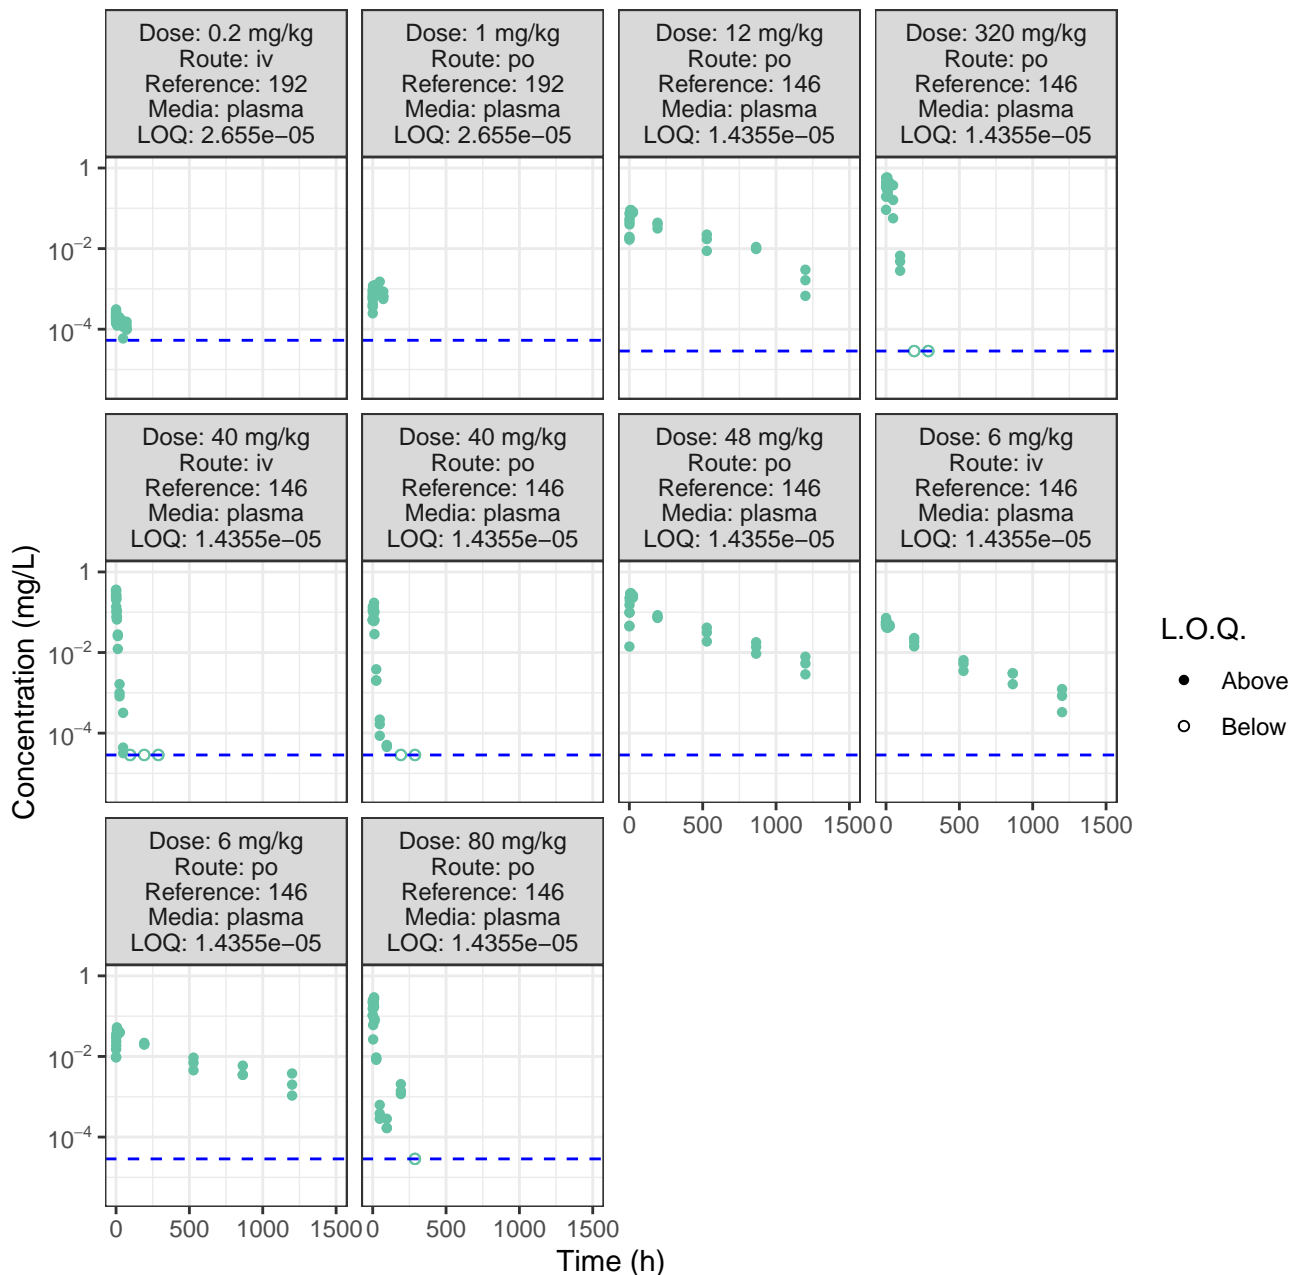 Dose: 0.2 mg/kg
Route: iv
Reference: 192
Media: plasma
LOQ: 2.655e−05
Dose: 1 mg/kg
Route: po
Reference: 192
Media: plasma
LOQ: 2.655e−05
Dose: 12 mg/kg
Route: po
Reference: 146
Media: plasma
LOQ: 1.4355e−05
Dose: 320 mg/kg
Route: po
Reference: 146
Media: plasma
LOQ: 1.4355e−05
1
10−2
10−4
Dose: 40 mg/kg
Route: iv
Reference: 146
Media: plasma
LOQ: 1.4355e−05
Dose: 40 mg/kg
Route: po
Reference: 146
Media: plasma
LOQ: 1.4355e−05
Dose: 48 mg/kg
Route: po
Reference: 146
Media: plasma
LOQ: 1.4355e−05
Dose: 6 mg/kg
Route: iv
Reference: 146
Media: plasma
LOQ: 1.4355e−05
1
10−2
10−4
0 500 1000 1500
0 500 1000 1500
Dose: 6 mg/kg
Route: po
Reference: 146
Media: plasma
LOQ: 1.4355e−05
Dose: 80 mg/kg
Route: po
Reference: 146
Media: plasma
LOQ: 1.4355e−05
1
10−2
10−4
0 500 1000 1500
0 500 1000 1500
Time (h)
Concentration (mg/L)
L.O.Q.
Above
Below